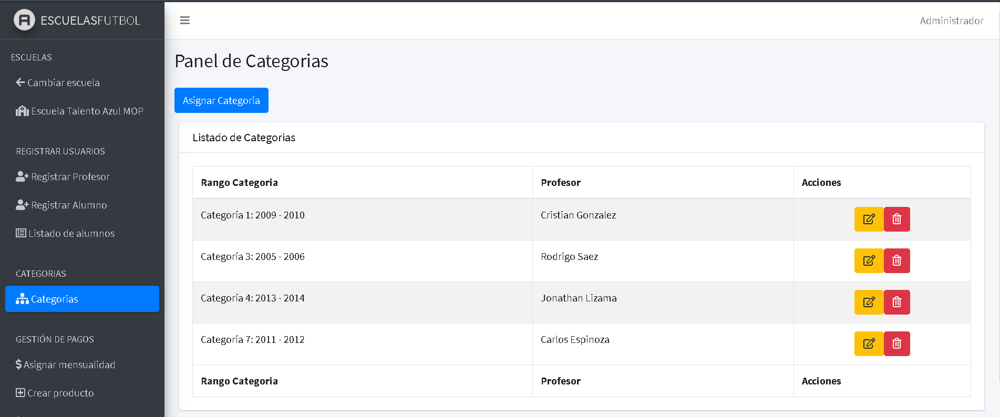 ESCUELASFUTBOL
Administrador
ESCUELAS
Cambiar escuela
Escuela Talento Azul MOP
REGISTRAR USUARIOS
Registrar Profesor
Registrar Alumno
Listado de alumnos
CATEGORIAS
Categorias
GESTIÓN DE PAGOS
Asignar mensualidad
Crear producto
Panel de Categorias
Asignar Categoria
Listado de Categorias
Rango Categoria Profesor Acciones
Categoría 1: 2009 - 2010 Cristian Gonzalez
Categoría 3: 2005 - 2006 Rodrigo Saez
Categoría 4: 2013 - 2014 Jonathan Lizama
Categoría 7: 2011 - 2012 Carlos Espinoza
Rango Categoria Profesor Acciones